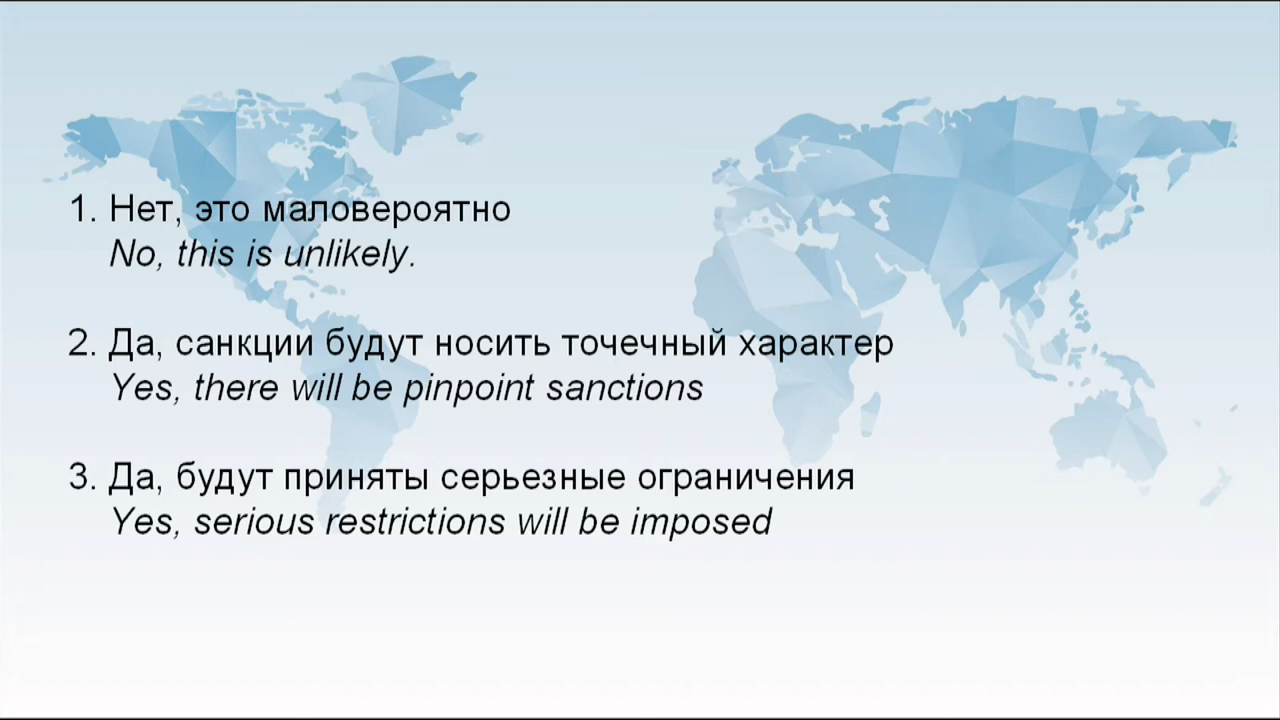 1. Нет, это маловероятно
No, this is unlikely.
2. Да, санкции будут носить точечный характер
Yes, there will be pinpoint sanctions
3. Да, будут приняты серьезные ограничения
Yes, serious restrictions will be imposed